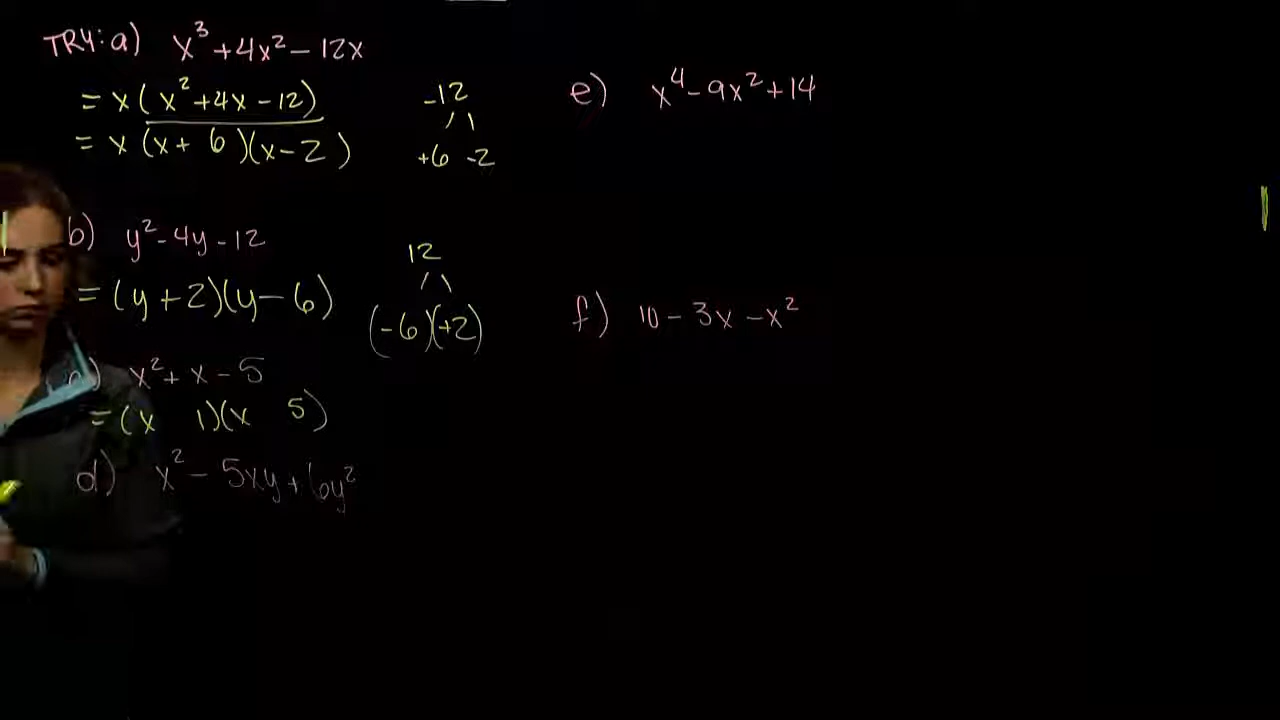 TRY: a) x³ + 4x² - 12x
= x (x² + 4x - 12)
= x (x + 6)(x - 2)
-12
+6 -2
b) y² - 4y - 12
= (y + 2)(y - 6)
12
(-6)(+2)
c) x² + x - 5
= (x 1)(x 5)
d) x² - 5xy + 6y²
e) x⁴ - 9x² + 14
f) 10 - 3x - x²